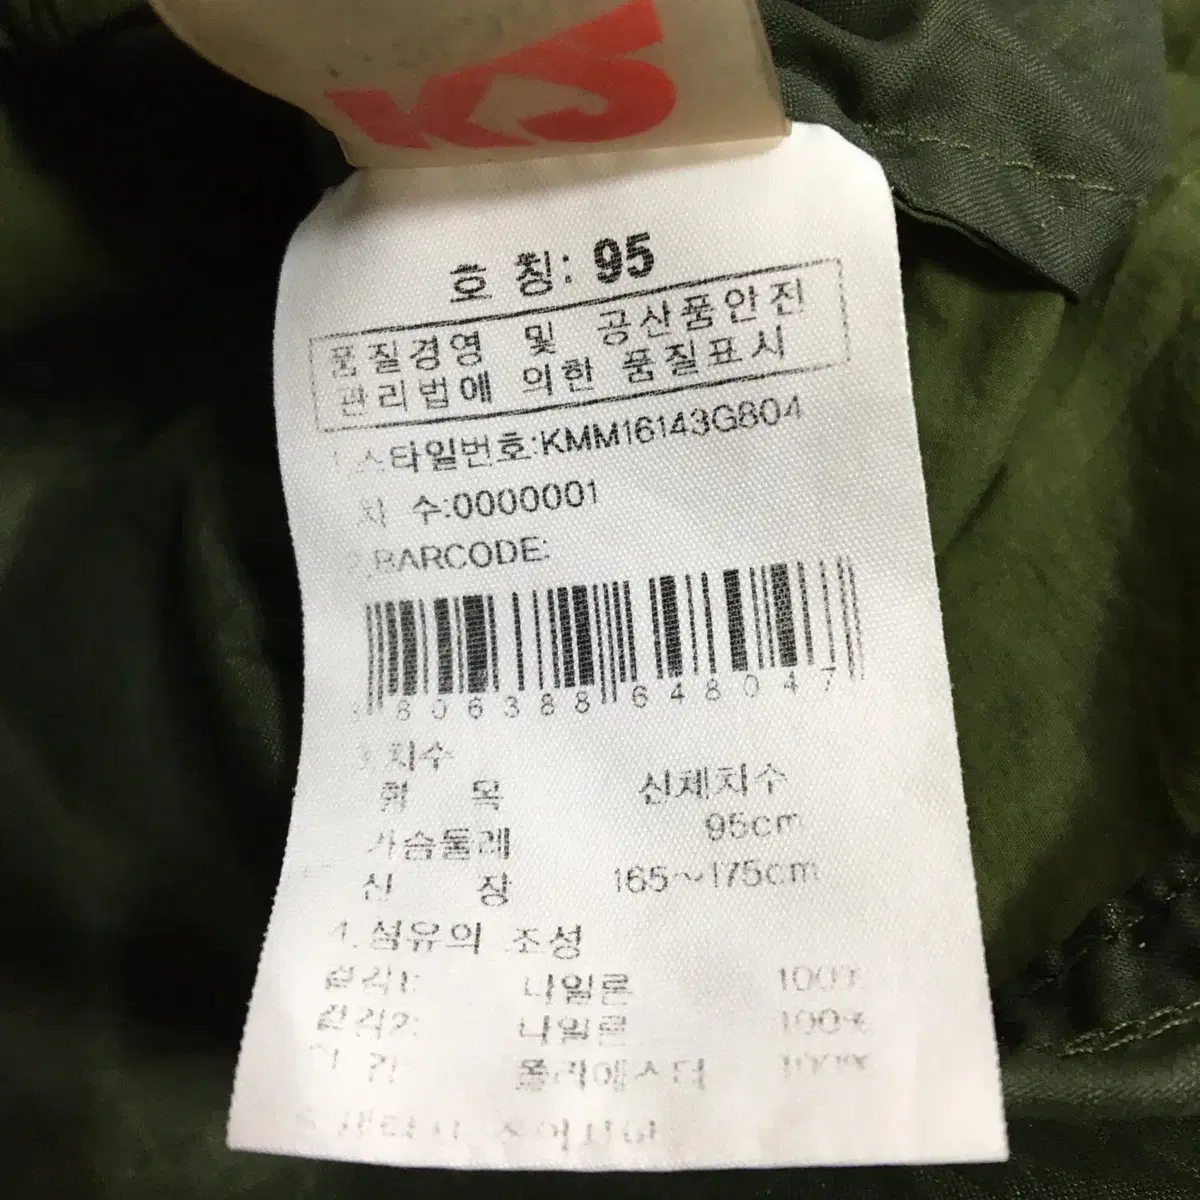 K2
호 칭: 95
품질경영 및 공산품안전
관리법에 의한 품질표시
1.스타일번호:KMM16143G804
차 수:0000001
2.BARCODE:
8 806388 648047
3.치수
항 목 신체치수
가슴둘레 95cm
신 장 165~175cm
4.섬유의 조성
겉감1: 나일론 100%
겉감2: 나일론 100%
안 감: 폴리에스터 100%